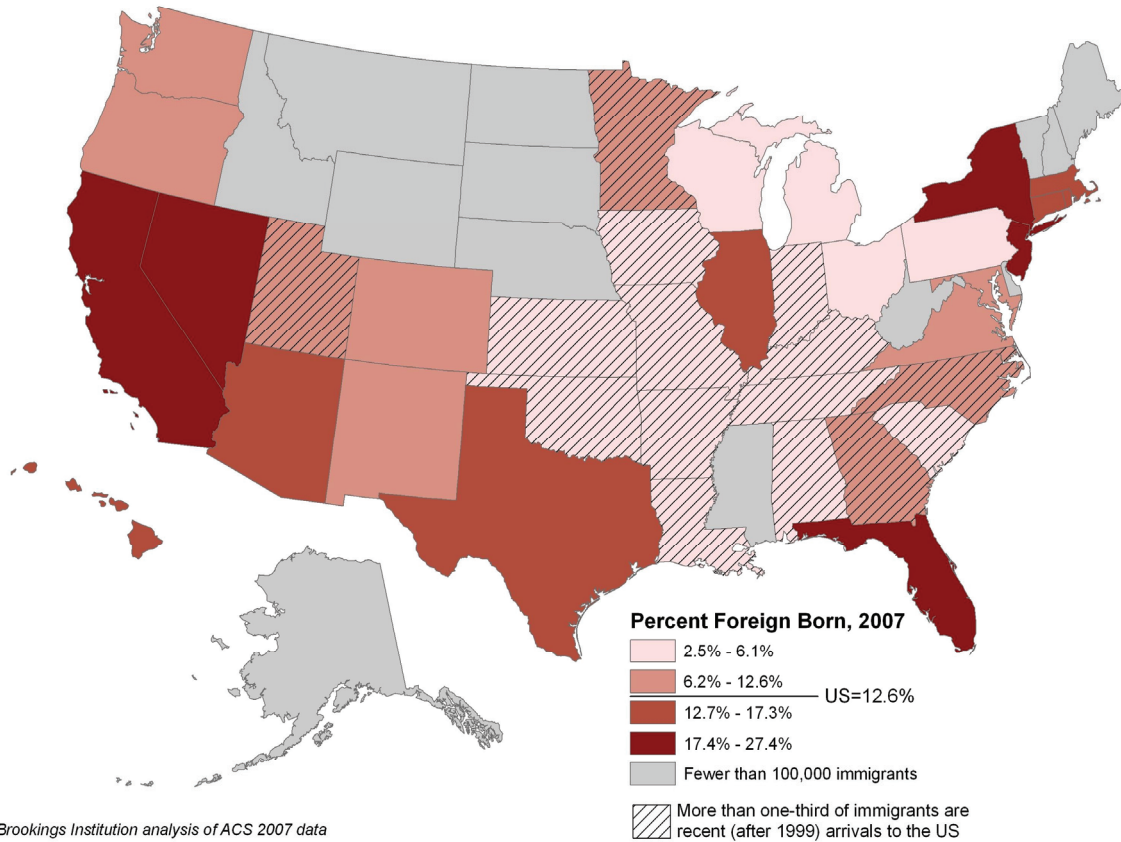 Percent Foreign Born, 2007
2.5% - 6.1%
6.2% - 12.6%
US=12.6%
12.7% - 17.3%
17.4% - 27.4%
Fewer than 100,000 immigrants
More than one-third of immigrants are
recent (after 1999) arrivals to the US
Brookings Institution analysis of ACS 2007 data